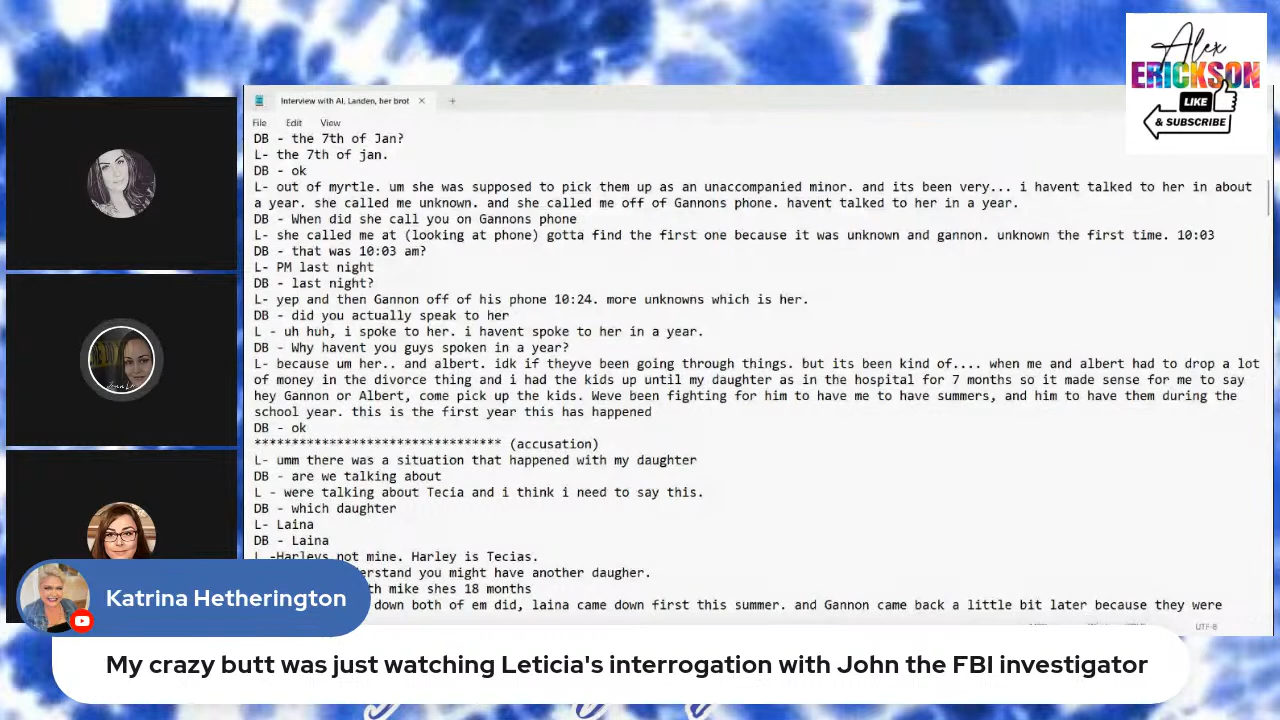 Alex
ERICKSON
LIKE
& SUBSCRIBE
Interview with Al, Landen, her brot
File Edit View
DB - the 7th of Jan?
L- the 7th of jan.
DB - ok
L- out of myrtle. um she was supposed to pick them up as an unaccompanied minor. and its been very... i havent talked to her in about
a year. she called me unknown. and she called me off of Gannons phone. havent talked to her in a year.
DB - When did she call you on Gannons phone
L- she called me at (looking at phone) gotta find the first one because it was unknown and gannon. unknown the first time. 10:03
DB - that was 10:03 am?
L- PM last night
DB - last night?
L- yep and then Gannon off of his phone 10:24. more unknowns which is her.
DB - did you actually speak to her
L - uh huh, i spoke to her. i havent spoke to her in a year.
DB - Why havent you guys spoken in a year?
L- because um her.. and albert. idk if theyve been going through things. but its been kind of.... when me and albert had to drop a lot
of money in the divorce thing and i had the kids up until my daughter as in the hospital for 7 months so it made sense for me to say
hey Gannon or Albert, come pick up the kids. Weve been fighting for him to have me to have summers, and him to have them during the
school year. this is the first year this has happened
DB - ok
******************************** (accusation)
L- umm there was a situation that happened with my daughter
DB - are we talking about
L - were talking about Tecia and i think i need to say this.
DB - which daughter
L- Laina
DB - Laina
L -Harleys not mine. Harley is Tecias.
erstand you might have another daugher.
th mike shes 18 months
down both of em did, laina came down first this summer. and Gannon came back a little bit later because they were
UTF-8
Katrina Hetherington
My crazy butt was just watching Leticia's interrogation with John the FBI investigator